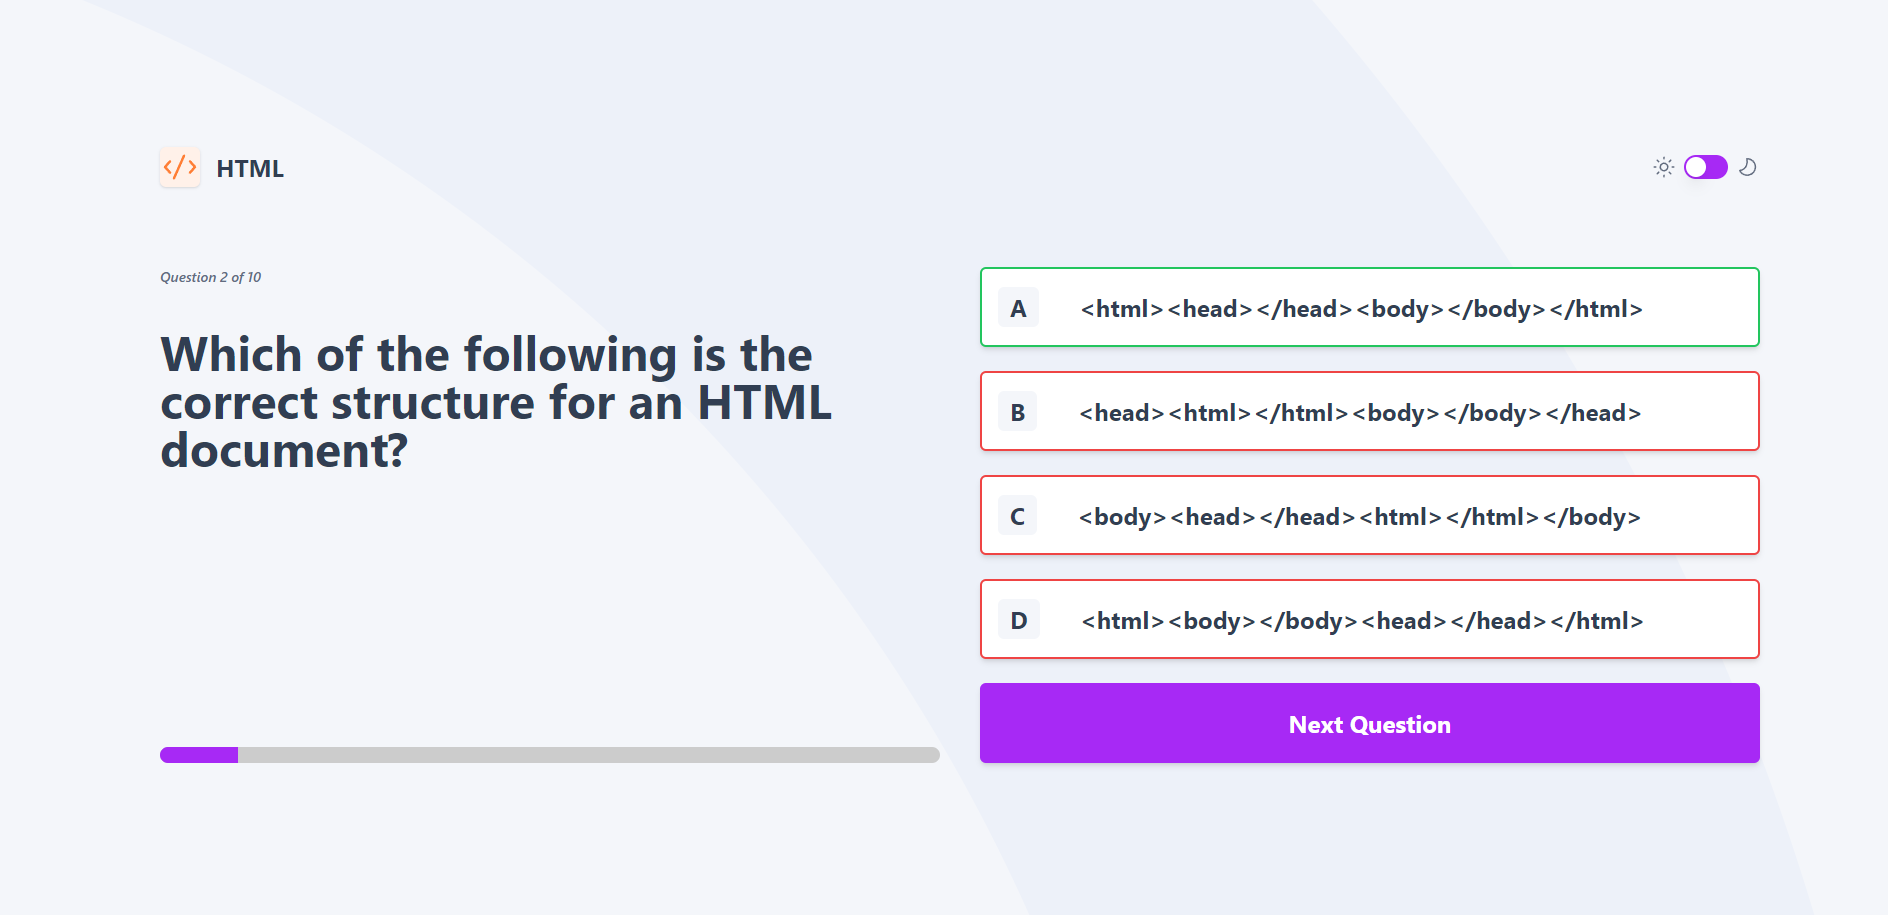 HTML
Question 2 of 10
Which of the following is the
correct structure for an HTML
document?
A <html><head></head><body></body></html>
B <head><html></html><body></body></head>
C <body><head></head><html></html></body>
D <html><body></body><head></head></html>
Next Question